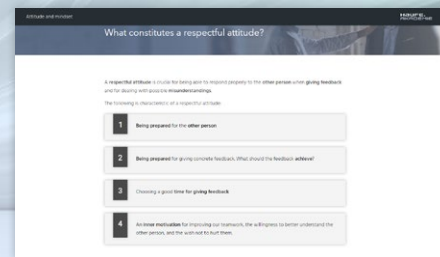 Attitude and mindset
HAUFE.
AKADEMIE
What constitutes a respectful attitude?
A respectful attitude is crucial for being able to respond properly to the other person when giving feedback
and for dealing with possible misunderstandings.
The following is characteristic of a respectful attitude:
1
Being prepared for the other person
2
Being prepared for giving concrete feedback. What should the feedback achieve?
3
Choosing a good time for giving feedback
4
An inner motivation for improving our teamwork, the willingness to better understand the
other person, and the wish not to hurt them.